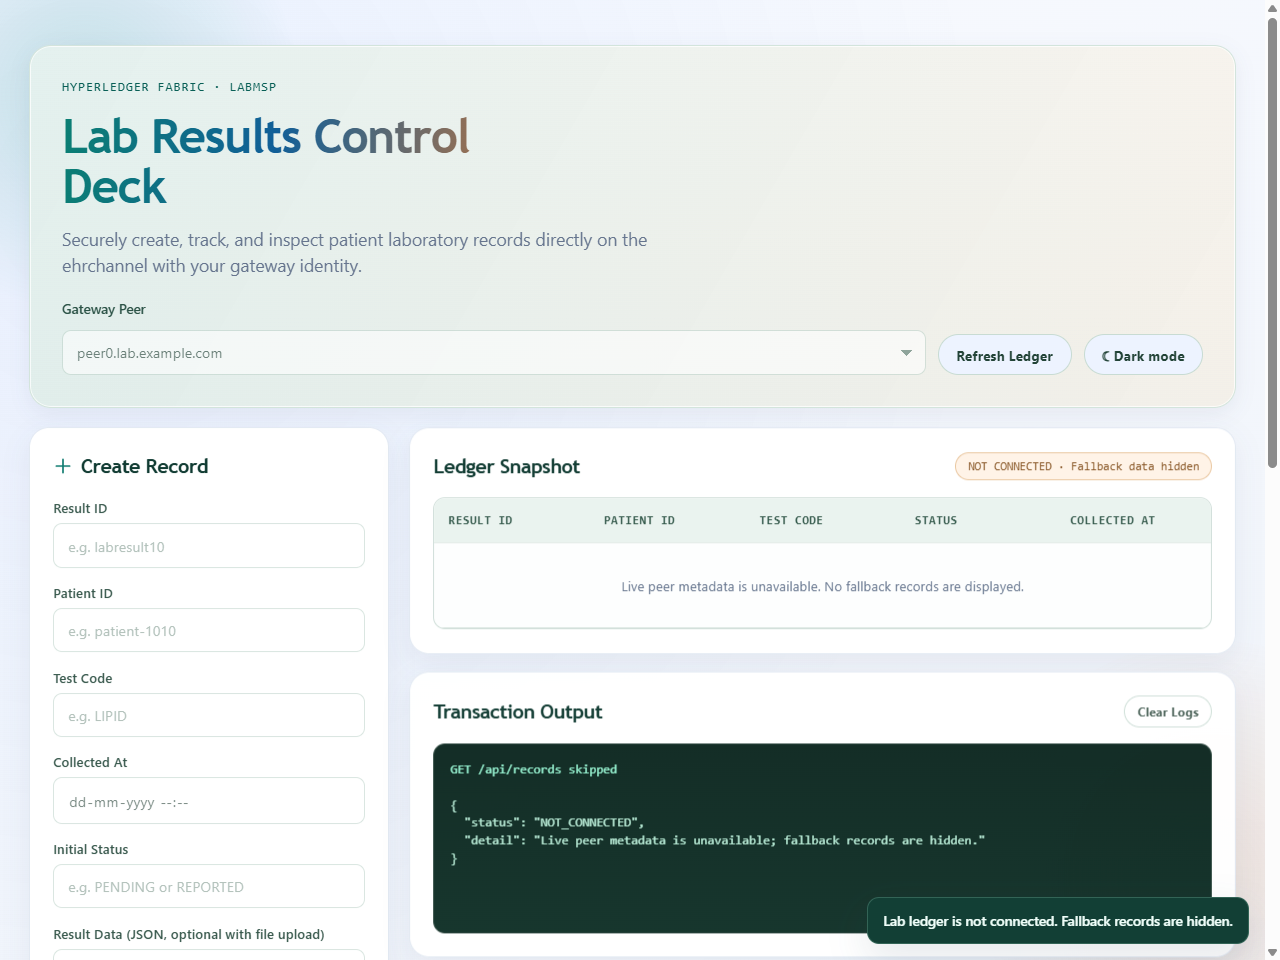 HYPERLEDGER FABRIC · LABMSP
Lab Results Control
Deck
Securely create, track, and inspect patient laboratory records directly on the
ehrchannel with your gateway identity.
Gateway Peer
peer0.lab.example.com
Refresh Ledger
☾ Dark mode
+ Create Record
Result ID
e.g. labresult10
Patient ID
e.g. patient-1010
Test Code
e.g. LIPID
Collected At
dd-mm-yyyy --:--
Initial Status
e.g. PENDING or REPORTED
Result Data (JSON, optional with file upload)
Ledger Snapshot
NOT CONNECTED · Fallback data hidden
RESULT ID PATIENT ID TEST CODE STATUS COLLECTED AT
Live peer metadata is unavailable. No fallback records are displayed.
Transaction Output
Clear Logs
GET /api/records skipped
{
"status": "NOT_CONNECTED",
"detail": "Live peer metadata is unavailable; fallback records are hidden."
}
Lab ledger is not connected. Fallback records are hidden.